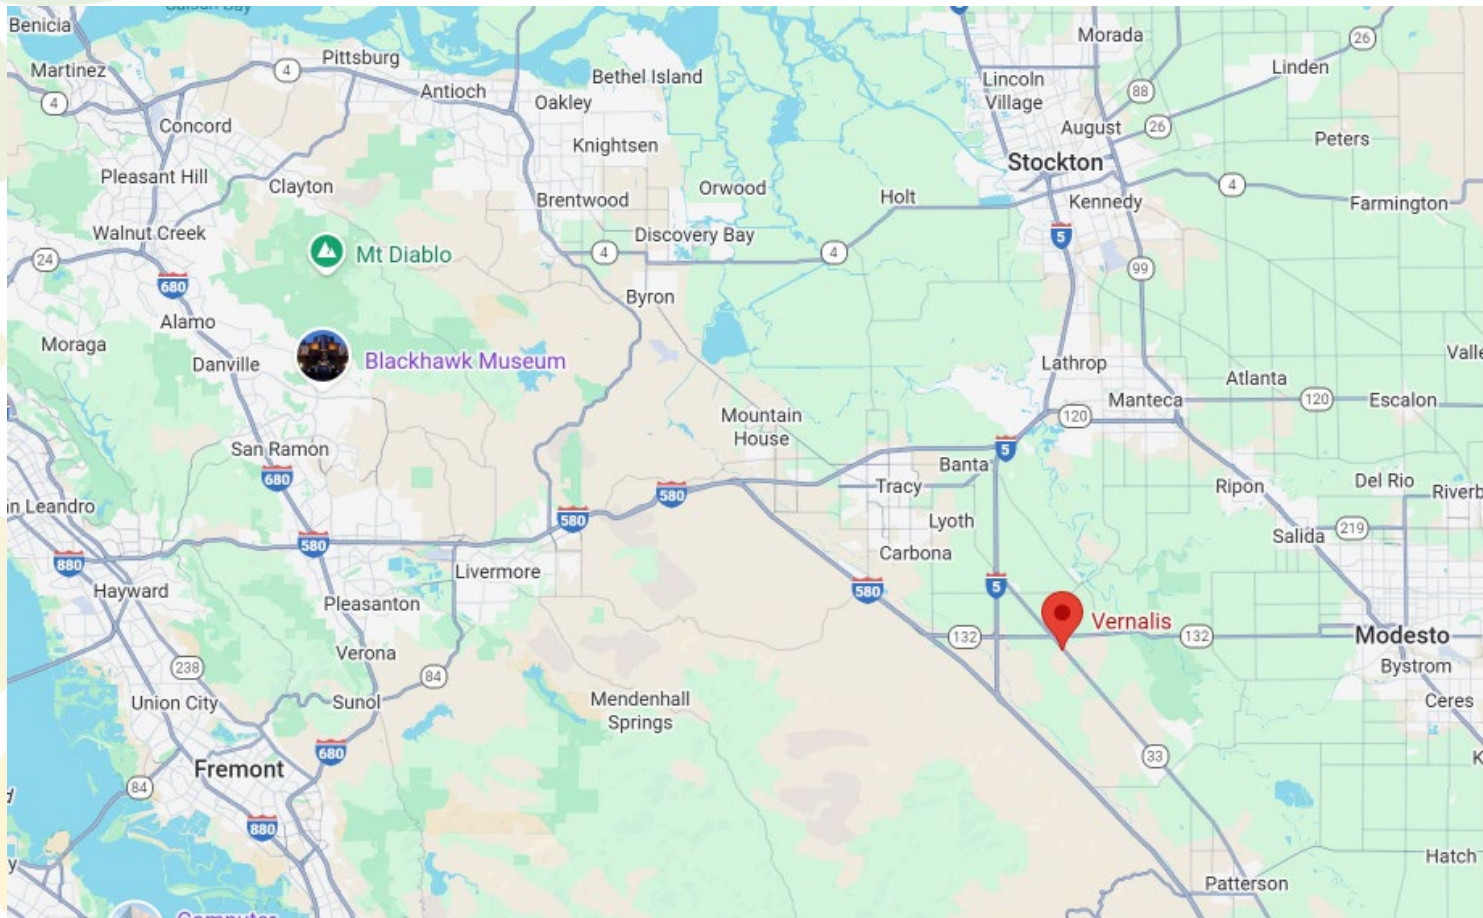 Benicia
Martinez
4
4
Pittsburg
Antioch
Oakley
Bethel Island
Knightsen
Concord
Pleasant Hill
Clayton
Walnut Creek
24
680
Mt Diablo
Brentwood
Orwood
Discovery Bay
4
4
Holt
Byron
Morada
Lincoln
Village
88
26
26
Linden
August
Peters
Stockton
Kennedy
4
Farmington
5
99
Alamo
Moraga
Danville
Blackhawk Museum
Mountain
House
Lathrop
Manteca
120
Atlanta
120
Escalon
San Ramon
680
580
580
580
580
Banta
5
Tracy
Lyoth
Carbona
5
Ripon
Del Rio
Salida
219
880
Hayward
Livermore
Pleasanton
Verona
84
238
Union City
Sunol
680
Fremont
84
880
Mendenhall
Springs
132
Vernalis
132
Modesto
Bystrom
Ceres
33
Hatch
Patterson